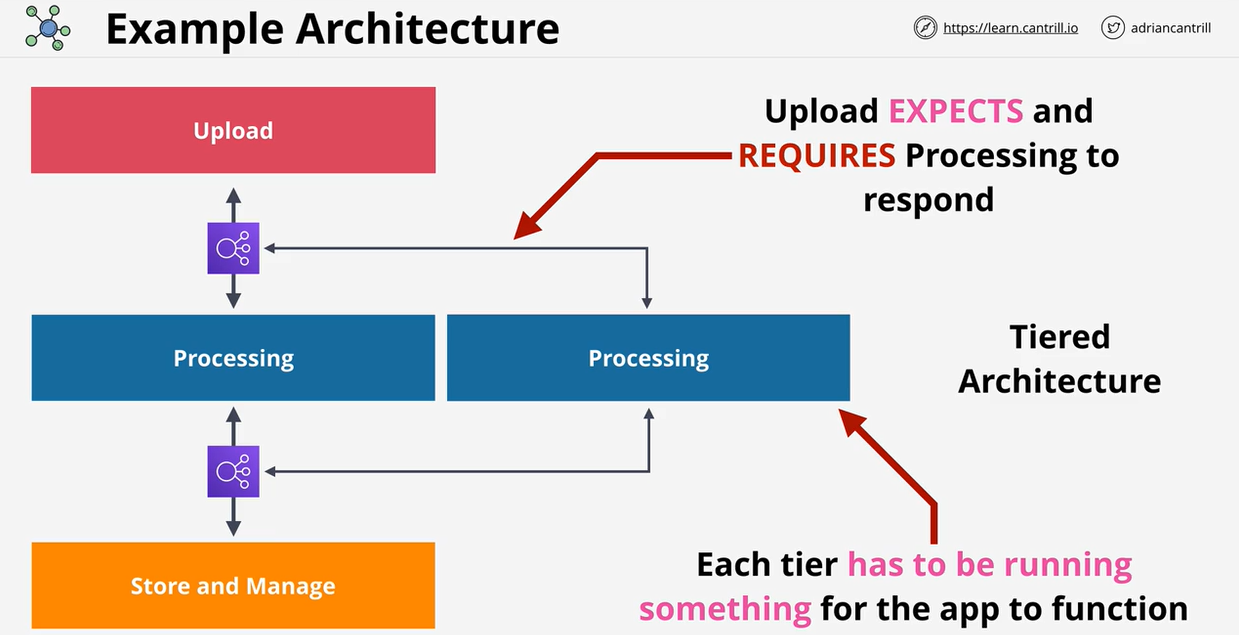 Example Architecture
https://learn.cantrill.io
adriancantrill
Upload
Upload EXPECTS and
REQUIRES Processing to
respond
Processing
Processing
Tiered
Architecture
Store and Manage
Each tier has to be running
something for the app to function